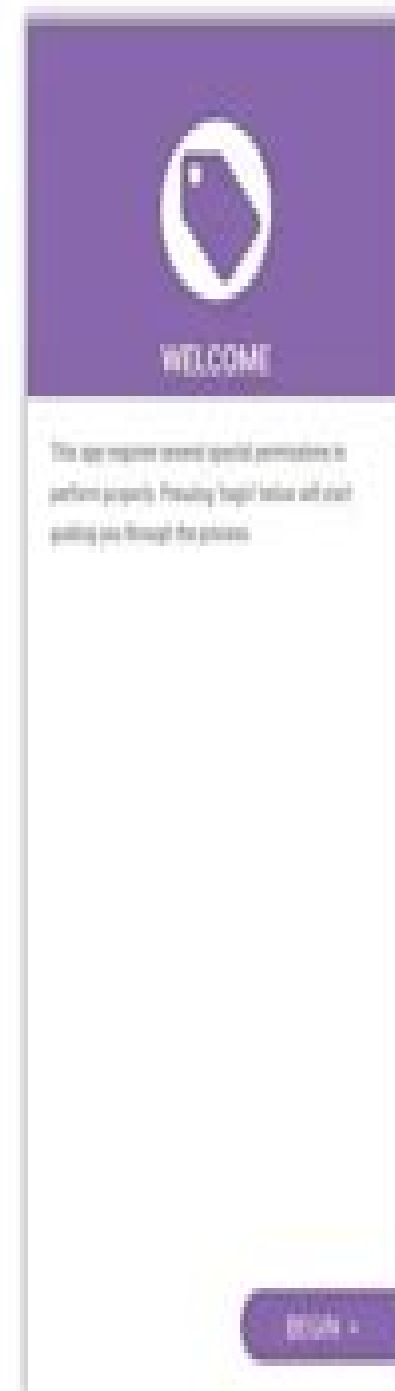 WELCOME
This app requires several special permissions to
perform properly. Pressing "begin" below will start
guiding you through the process.
BEGIN